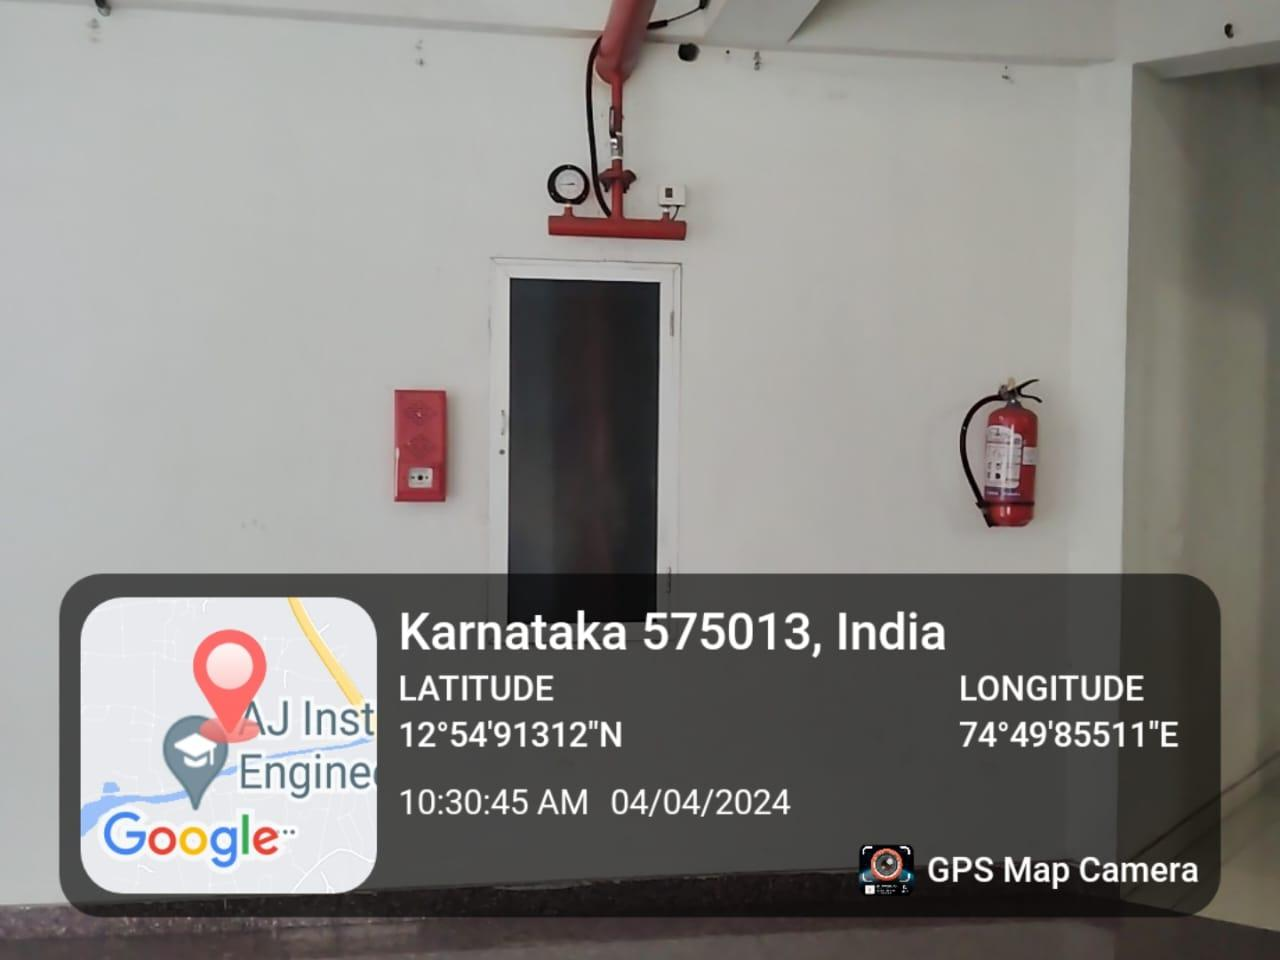 Karnataka 575013, India
LATITUDE
12°54'91312"N
LONGITUDE
74°49'85511"E
10:30:45 AM 04/04/2024
AJ Inst
Enginee
Google
GPS Map Camera